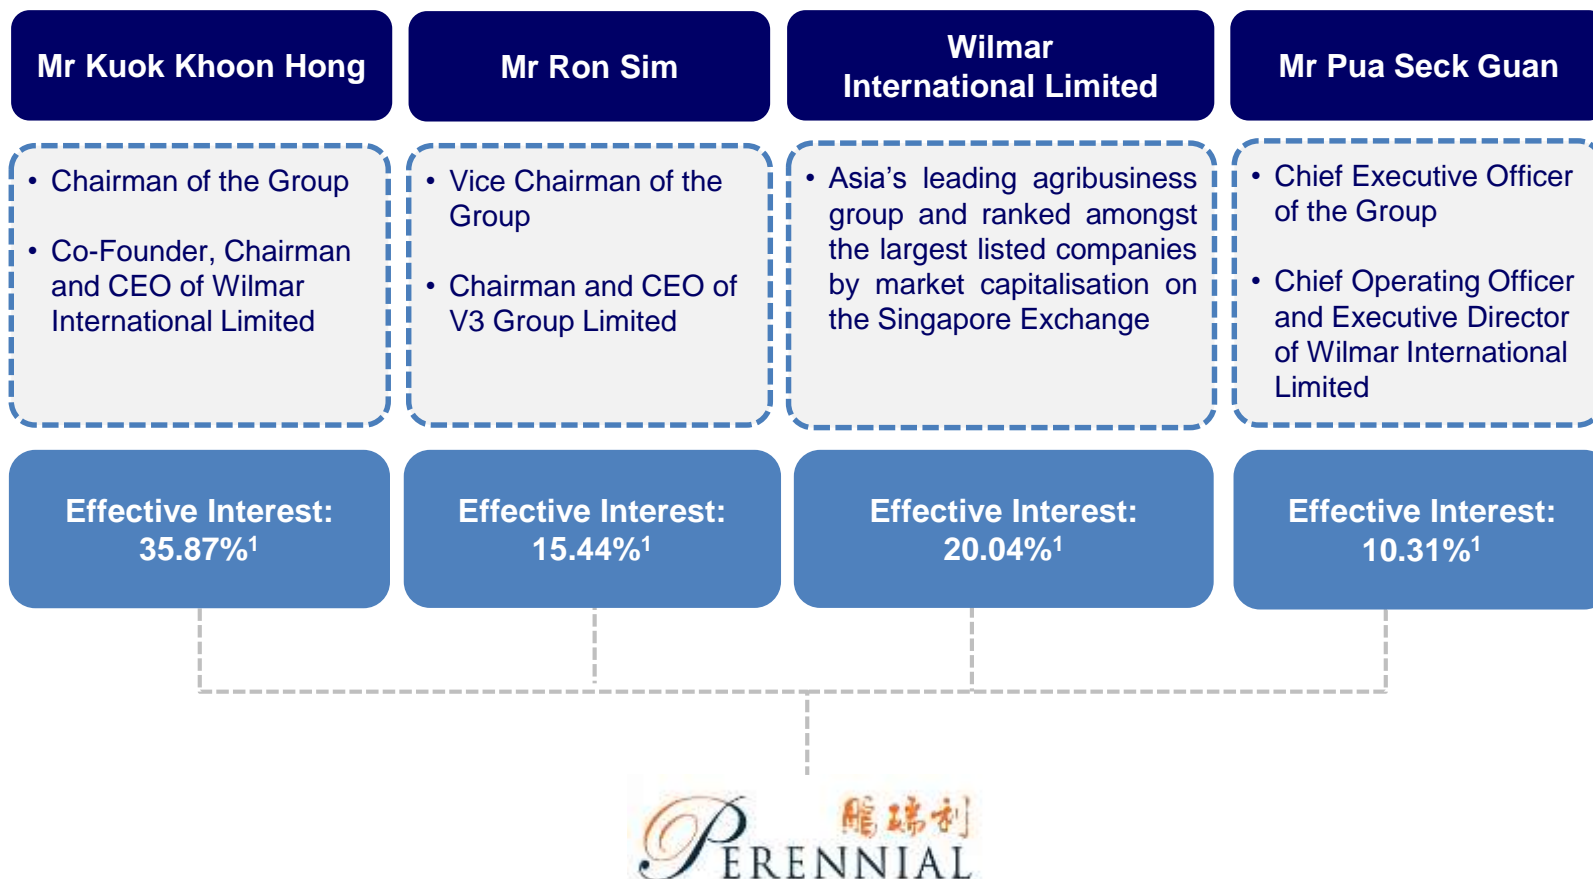 Mr Kuok Khoon Hong
• Chairman of the Group
• Co-Founder, Chairman
and CEO of Wilmar
International Limited
Effective Interest:
35.87%1
Mr Ron Sim
• Vice Chairman of the
Group
• Chairman and CEO of
V3 Group Limited
Effective Interest:
15.44%1
Wilmar
International Limited
• Asia's leading agribusiness
group and ranked amongst
the largest listed companies
by market capitalisation on
the Singapore Exchange
Effective Interest:
20.04%1
Mr Pua Seck Guan
• Chief Executive Officer
of the Group
• Chief Operating Officer
and Executive Director
of Wilmar International
Limited
Effective Interest:
10.31%1
鹏瑞利
PERENNIAL